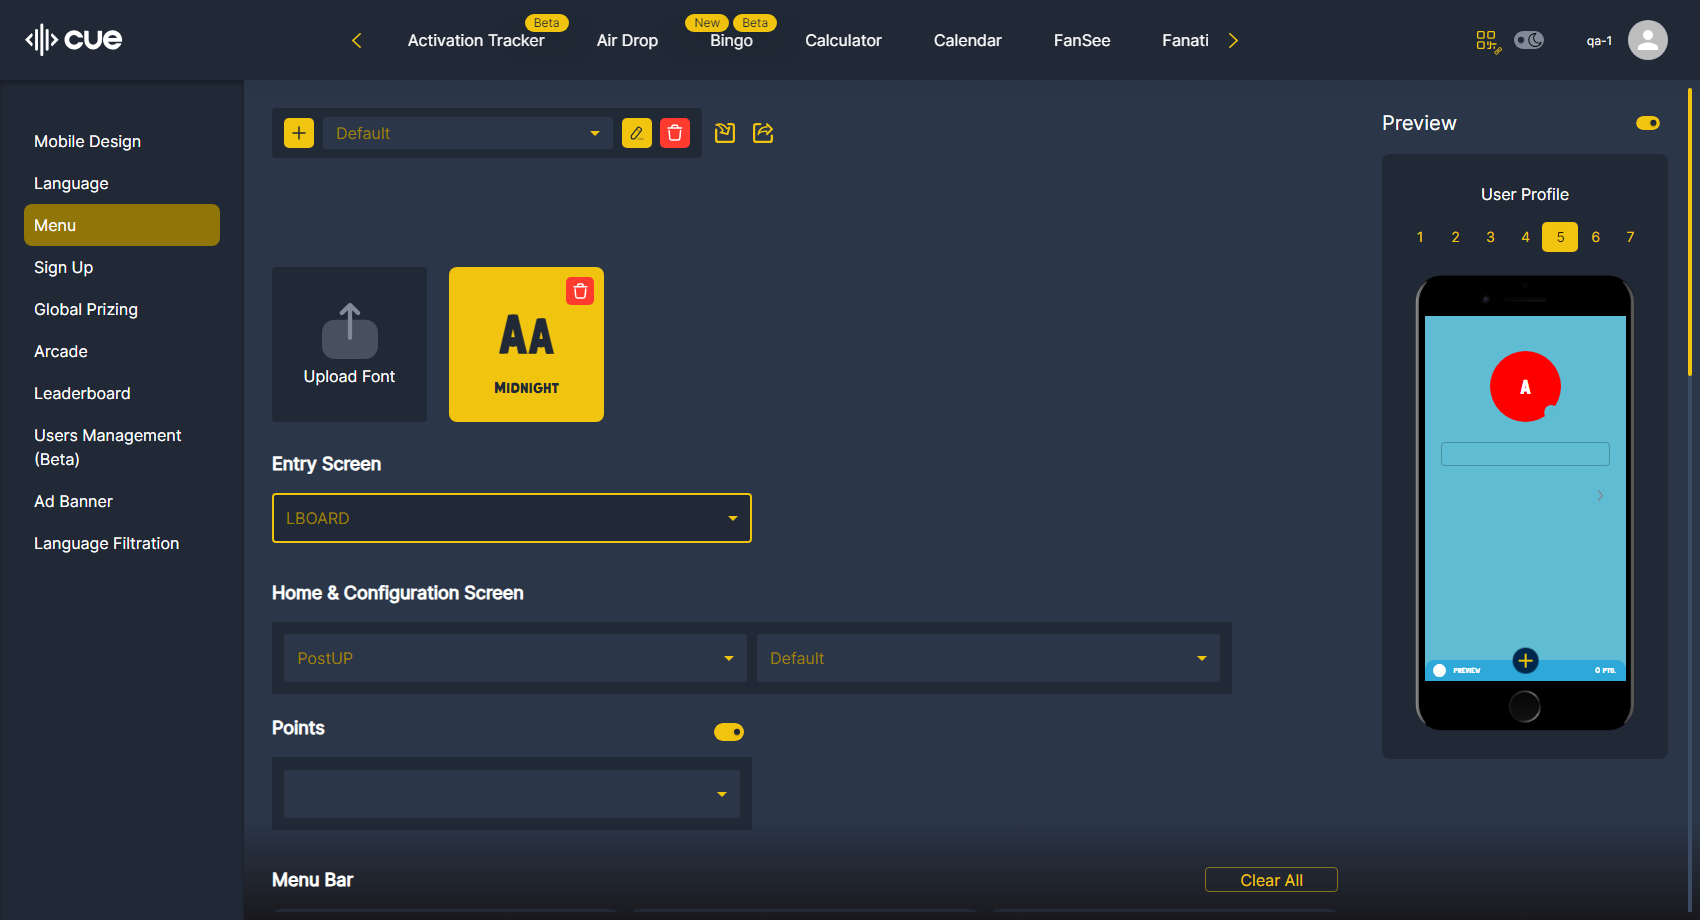 cue
Beta
New
Beta
Activation Tracker
Air Drop
Bingo
Calculator
Calendar
FanSee
Fanati
qa-1
Mobile Design
Language
Menu
Sign Up
Global Prizing
Arcade
Leaderboard
Users Management
(Beta)
Ad Banner
Language Filtration
Default
Upload Font
AA
MIDNIGHT
Entry Screen
LBOARD
Home & Configuration Screen
PostUP
Default
Points
Menu Bar
Clear All
Preview
User Profile
1 2 3 4 5 6 7
A
PREVIEW
0 PTS.